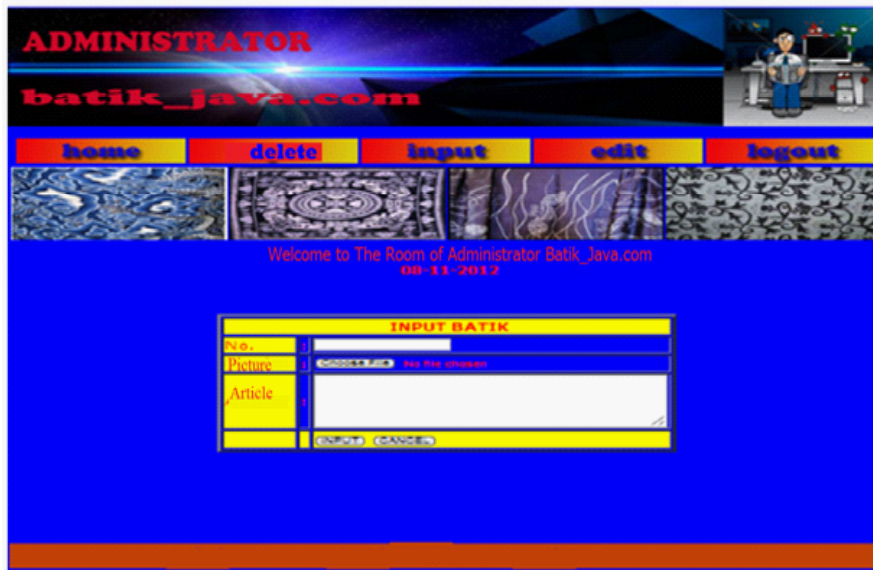 ADMINISTRATOR
batik_java.com
home delete input edit logout
Welcome to The Room of Administrator Batik_Java.com
08-11-2012
INPUT BATIK
No. :
Picture : Choose File No file chosen
Article :
INPUT CANCEL